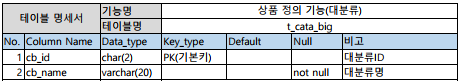 테이블 명세서 기능명 상품 정의 기능(대분류)
테이블명 t_cata_big
No. Column Name Data_type Key_type Default Null 비고
1 cb_id char(2) PK(기본키) 대분류ID
2 cb_name varchar(20) not null 대분류명